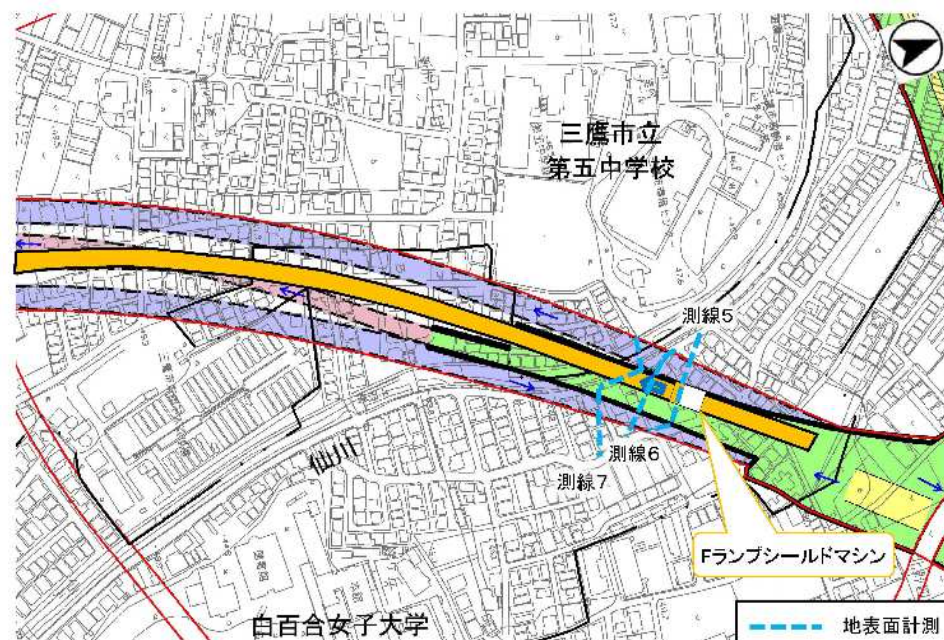 三鷹市立
第五中学校
測線5
測線6
測線7
仙川
Fランプシールドマシン
白百合女子大学
地表面計測